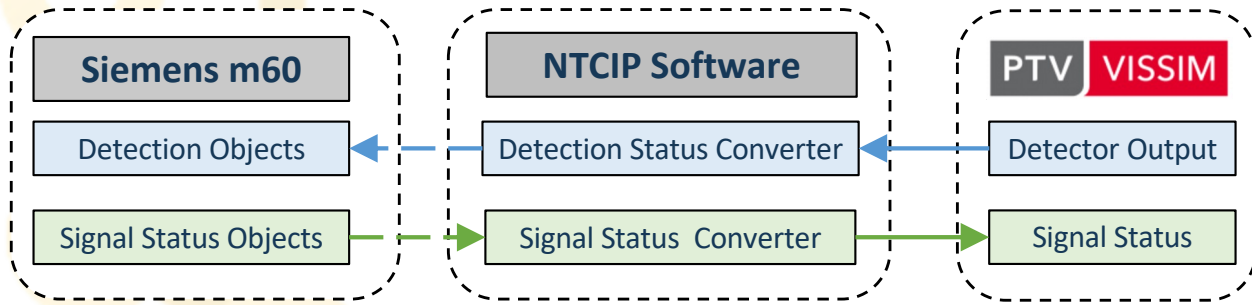 Siemens m60
NTCIP Software
PTV VISSIM
Detection Objects
Detection Status Converter
Detector Output
Signal Status Objects
Signal Status Converter
Signal Status